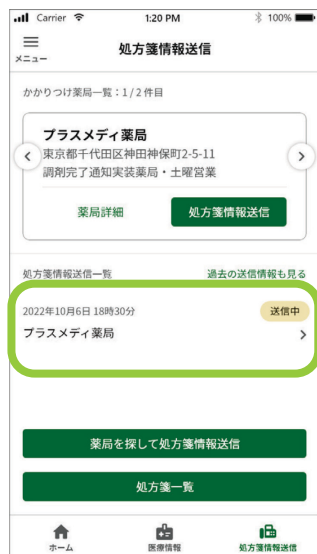 Carrier 1:20 PM 100%
メニュー
処方箋情報送信
かかりつけ薬局一覧：1/2件目
プラスメディ薬局
東京都千代田区神田神保町2-5-11
調剤完了通知実装薬局・土曜営業
薬局詳細 処方箋情報送信
処方箋情報送信一覧 過去の送信情報も見る
2022年10月6日 18時30分 送信中
プラスメディ薬局
薬局を探して処方箋情報送信
処方箋一覧
ホーム 医療情報 処方箋情報送信